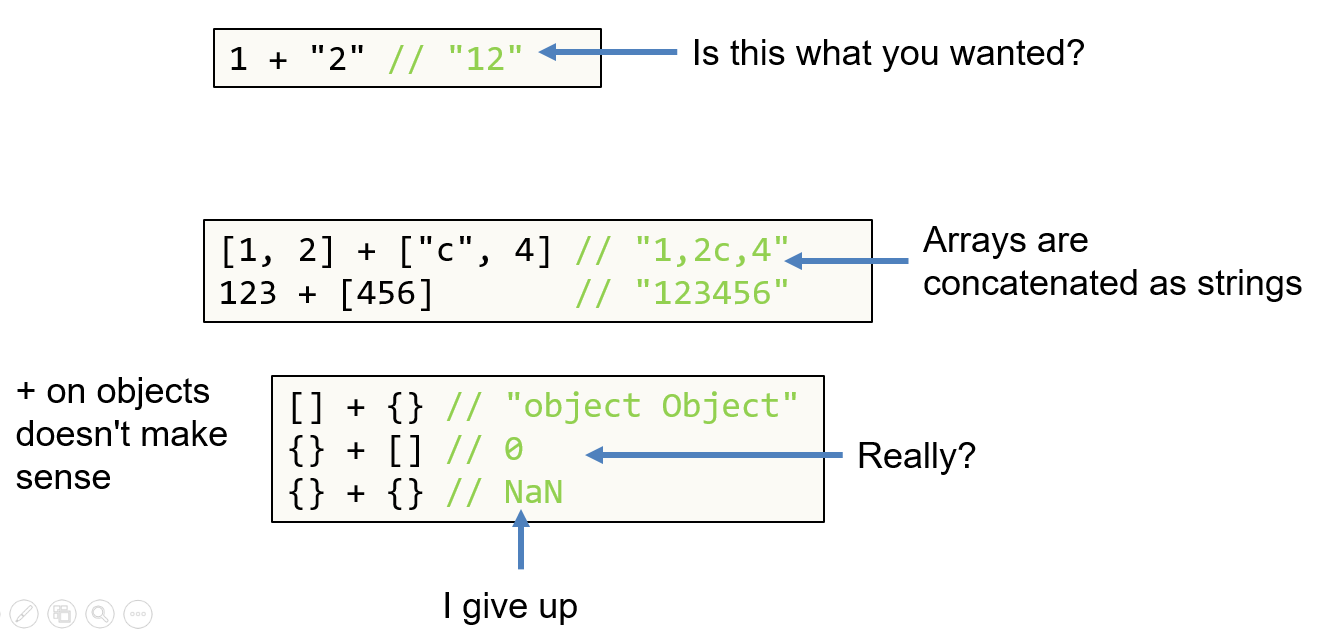 1 + "2" // "12"
Is this what you wanted?
[1, 2] + ["c", 4] // "1,2c,4"
123 + [456]       // "123456"
Arrays are
concatenated as strings
+ on objects
doesn't make
sense
[] + {} // "object Object"
{} + [] // 0
{} + {} // NaN
Really?
I give up